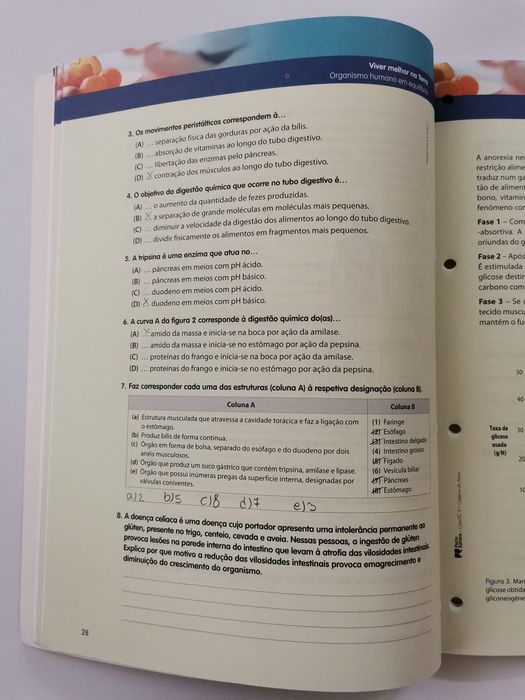 Viver melhor na Terra
Organismo humano em equilíbrio
3. Os movimentos peristálticos correspondem à...
(A) ... separação física das gorduras por ação da bílis.
(B) ... absorção de vitaminas ao longo do tubo digestivo.
(C) ... libertação das enzimas pelo pâncreas.
(D) X contração dos músculos ao longo do tubo digestivo.
4. O objetivo da digestão química que ocorre no tubo digestivo é...
(A) ... o aumento da quantidade de fezes produzidas.
(B) X a separação de grande moléculas em moléculas mais pequenas.
(C) ... diminuir a velocidade da digestão dos alimentos ao longo do tubo digestivo.
(D) ... dividir fisicamente os alimentos em fragmentos mais pequenos.
5. A tripsina é uma enzima que atua no...
(A) ... pâncreas em meios com pH ácido.
(B) ... pâncreas em meios com pH básico.
(C) ... duodeno em meios com pH ácido.
(D) X duodeno em meios com pH básico.
6. A curva A da figura 2 corresponde à digestão química do(as)...
(A) X amido da massa e inicia-se na boca por ação da amilase.
(B) ... amido da massa e inicia-se no estômago por ação da pepsina.
(C) ... proteínas do frango e inicia-se na boca por ação da amilase.
(D) ... proteínas do frango e inicia-se no estômago por ação da pepsina.
7. Faz corresponder cada uma das estruturas (coluna A) à respetiva designação (coluna B).
Coluna A
(a) Estrutura musculada que atravessa a cavidade torácica e faz a ligação com
o estômago.
(b) Produz bílis de forma contínua.
(c) Órgão em forma de bolsa, separado do esófago e do duodeno por dois
anéis musculosos.
(d) Órgão que produz um suco gástrico que contém tripsina, amilase e lipase.
(e) Órgão que possui inúmeras pregas da superfície interna, designadas por
válvulas coniventes.
Coluna B
(1) Faringe
(2) Esófago
(3) Intestino delgado
(4) Intestino grosso
(5) Fígado
(6) Vesícula biliar
(7) Pâncreas
(8) Estômago
a) 2 b) 5 c) 8 d) 7 e) 3
8. A doença celíaca é uma doença cujo portador apresenta uma intolerância permanente ao
glúten, presente no trigo, centeio, cevada e aveia. Nessas pessoas, a ingestão de glúten
provoca lesões na parede interna do intestino que levam à atrofia das vilosidades intestinais.
Explica por que motivo a redução das vilosidades intestinais provoca emagrecimento e
diminuição do crescimento do organismo.
28
A anorexia
restrição
traduz num
tão de
bono,
fenómeno
Fase 1 – Com
-absortiva. A
oriundas do
Fase 2 – Após
É estimulada
glicose
carbono com
Fase 3 – Se
tecido
mantém o
50
40
30
20
10
Taxa de
glicose
usada
(g/H)
Porto
Editora
Figura 3.
glicose